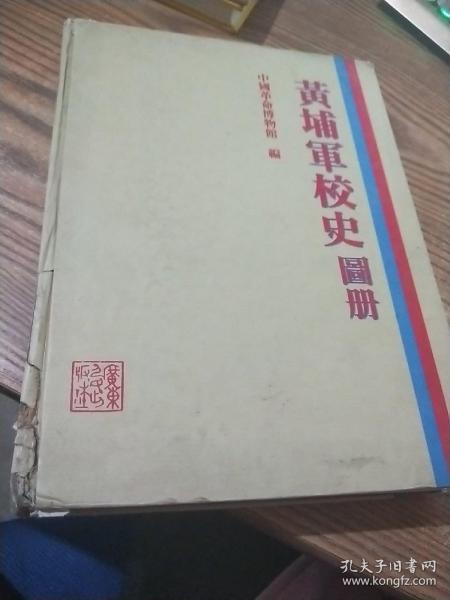 黄埔軍校史圖册
中國革命博物館 編
廣東
人民出
版社
孔夫子旧书网
www.kongfz.com